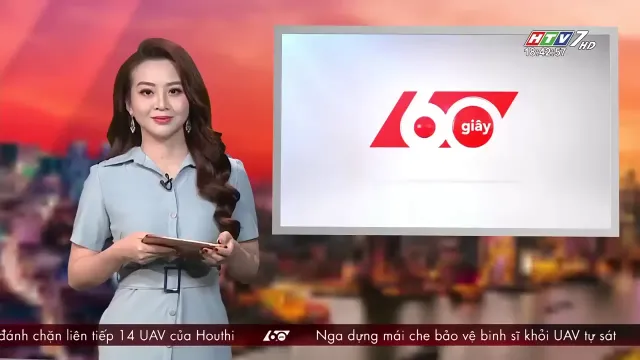 HTV7 HD
18:42:57
60 giây
đánh chặn liên tiếp 14 UAV của Houthi 60 Nga dựng mái che bảo vệ binh sĩ khỏi UAV tự sát